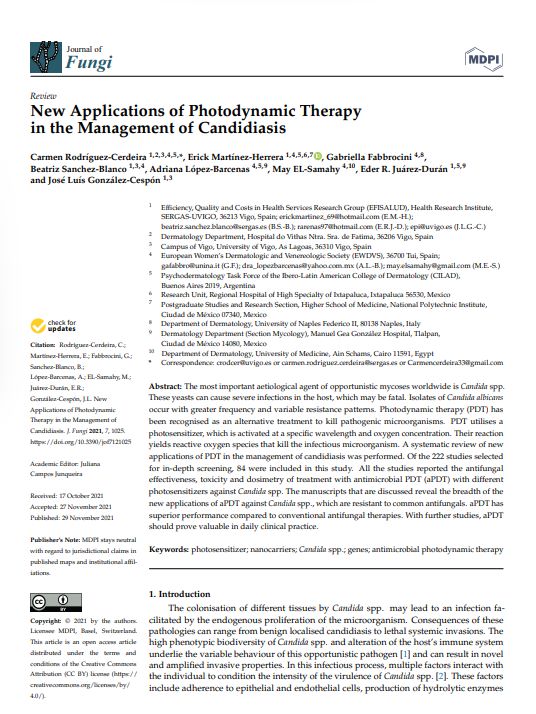 Journal of
Fungi
MDPI
Review
New Applications of Photodynamic Therapy
in the Management of Candidiasis
Carmen Rodríguez-Cerdeira 1,2,3,4,5,*, Erick Martínez-Herrera 1,4,5,6,7, Gabriella Fabbrocini 4,8,
Beatriz Sanchez-Blanco 1,3,4, Adriana López-Barcenas 4,5,9, May EL-Samahy 4,10, Eder R. Juárez-Durán 1,5,9
and José Luís González-Cespón 1,3
1 Efficiency, Quality and Costs in Health Services Research Group (EFISALUD), Health Research Institute,
SERGAS-UVIGO, 36213 Vigo, Spain; erickmartinez_69@hotmail.com (E.M.-H.);
beatriz.sanchez.blanco@sergas.es (B.S.-B.); rarenas97@hotmail.com (E.R.J.-D.); epi@uvigo.es (J.L.G.-C.)
2 Dermatology Department, Hospital do Vithas Ntra. Sra. de Fatima, 36206 Vigo, Spain
3 Campus of Vigo, University of Vigo, As Lagoas, 36310 Vigo, Spain
4 European Women's Dermatologic and Venereologic Society (EWDVS), 36700 Tui, Spain;
gafabbro@unina.it (G.F.); dra_lopezbarcenas@yahoo.com.mx (A.L.-B.); may.elsamahy@gmail.com (M.E.-S.)
5 Psychodermatology Task Force of the Ibero-Latin American College of Dermatology (CILAD),
Buenos Aires 2019, Argentina
6 Research Unit, Regional Hospital of High Specialty of Ixtapaluca, Ixtapaluca 56530, Mexico
7 Postgraduate Studies and Research Section, Higher School of Medicine, National Polytechnic Institute,
Ciudad de México 07340, Mexico
8 Department of Dermatology, University of Naples Federico II, 80138 Naples, Italy
9 Dermatology Department (Section Mycology), Manuel Gea González Hospital, Tlalpan,
Ciudad de México 14080, Mexico
10 Department of Dermatology, University of Medicine, Ain Schams, Cairo 11591, Egypt
* Correspondence: crodcer@uvigo.es or carmen.rodriguez.cerdeira@sergas.es or Carmencerdeira33@gmail.com
check for
updates
Citation: Rodríguez-Cerdeira, C.;
Martínez-Herrera, E.; Fabbrocini, G.;
Sanchez-Blanco, B.;
López-Barcenas, A.; EL-Samahy, M.;
Juárez-Durán, E.R.;
González-Cespón, J.L. New
Applications of Photodynamic
Therapy in the Management of
Candidiasis. J. Fungi 2021, 7, 1025.
https://doi.org/10.3390/jof7121025
Academic Editor: Juliana
Campos Junqueira
Received: 17 October 2021
Accepted: 27 November 2021
Published: 29 November 2021
Publisher's Note: MDPI stays neutral
with regard to jurisdictional claims in
published maps and institutional affil-
iations.
CC BY
Copyright: © 2021 by the authors.
Licensee MDPI, Basel, Switzerland.
This article is an open access article
distributed under the terms and
conditions of the Creative Commons
Attribution (CC BY) license (https://
creativecommons.org/licenses/by/
4.0/).
Abstract: The most important aetiological agent of opportunistic mycoses worldwide is Candida spp.
These yeasts can cause severe infections in the host, which may be fatal. Isolates of Candida albicans
occur with greater frequency and variable resistance patterns. Photodynamic therapy (PDT) has
been recognised as an alternative treatment to kill pathogenic microorganisms. PDT utilises a
photosensitizer, which is activated at a specific wavelength and oxygen concentration. Their reaction
yields reactive oxygen species that kill the infectious microorganism. A systematic review of new
applications of PDT in the management of candidiasis was performed. Of the 222 studies selected
for in-depth screening, 84 were included in this study. All the studies reported the antifungal
effectiveness, toxicity and dosimetry of treatment with antimicrobial PDT (aPDT) with different
photosensitizers against Candida spp. The manuscripts that are discussed reveal the breadth of the
new applications of aPDT against Candida spp., which are resistant to common antifungals. aPDT has
superior performance compared to conventional antifungal therapies. With further studies, aPDT
should prove valuable in daily clinical practice.
Keywords: photosensitizer; nanocarriers; Candida spp.; genes; antimicrobial photodynamic therapy
1. Introduction
The colonisation of different tissues by Candida spp. may lead to an infection fa-
cilitated by the endogenous proliferation of the microorganism. Consequences of these
pathologies can range from benign localised candidiasis to lethal systemic invasions. The
high phenotypic biodiversity of Candida spp. and alteration of the host's immune system
underlie the variable behaviour of this opportunistic pathogen [1] and can result in novel
and amplified invasive properties. In this infectious process, multiple factors interact with
the individual to condition the intensity of the virulence of Candida spp. [2]. These factors
include adherence to epithelial and endothelial cells, production of hydrolytic enzymes